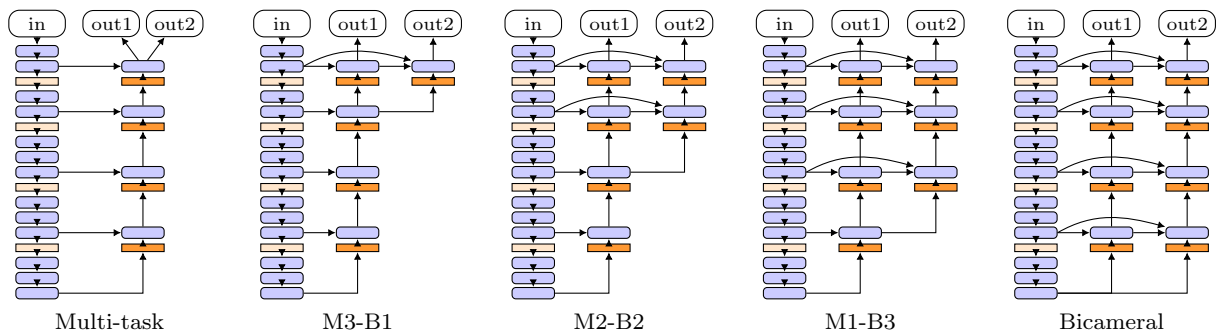 in out1 out2 in out1 out2 in out1 out2 in out1 out2 in out1 out2
Multi-task M3-B1 M2-B2 M1-B3 Bicameral